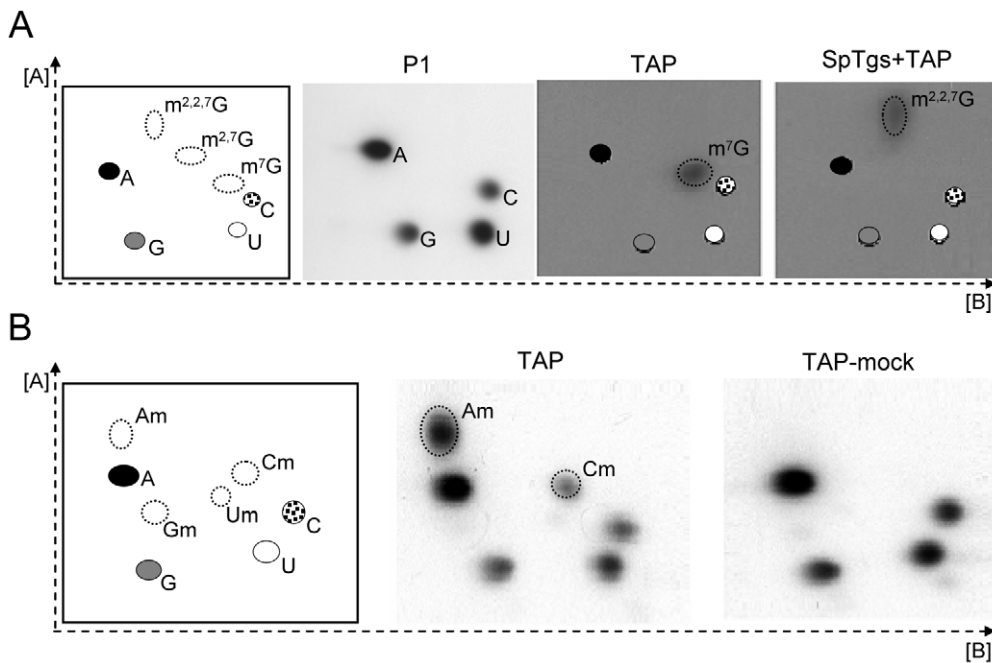 A
P1
TAP
SpTgs+TAP
[A]
m2,2,7G
m2,7G
m7G
A
C
G
U
A
C
G
U
m7G
m2,2,7G
[B]
B
TAP
TAP-mock
[A]
Am
A
Cm
Gm
Um
C
G
U
Am
Cm
[B]